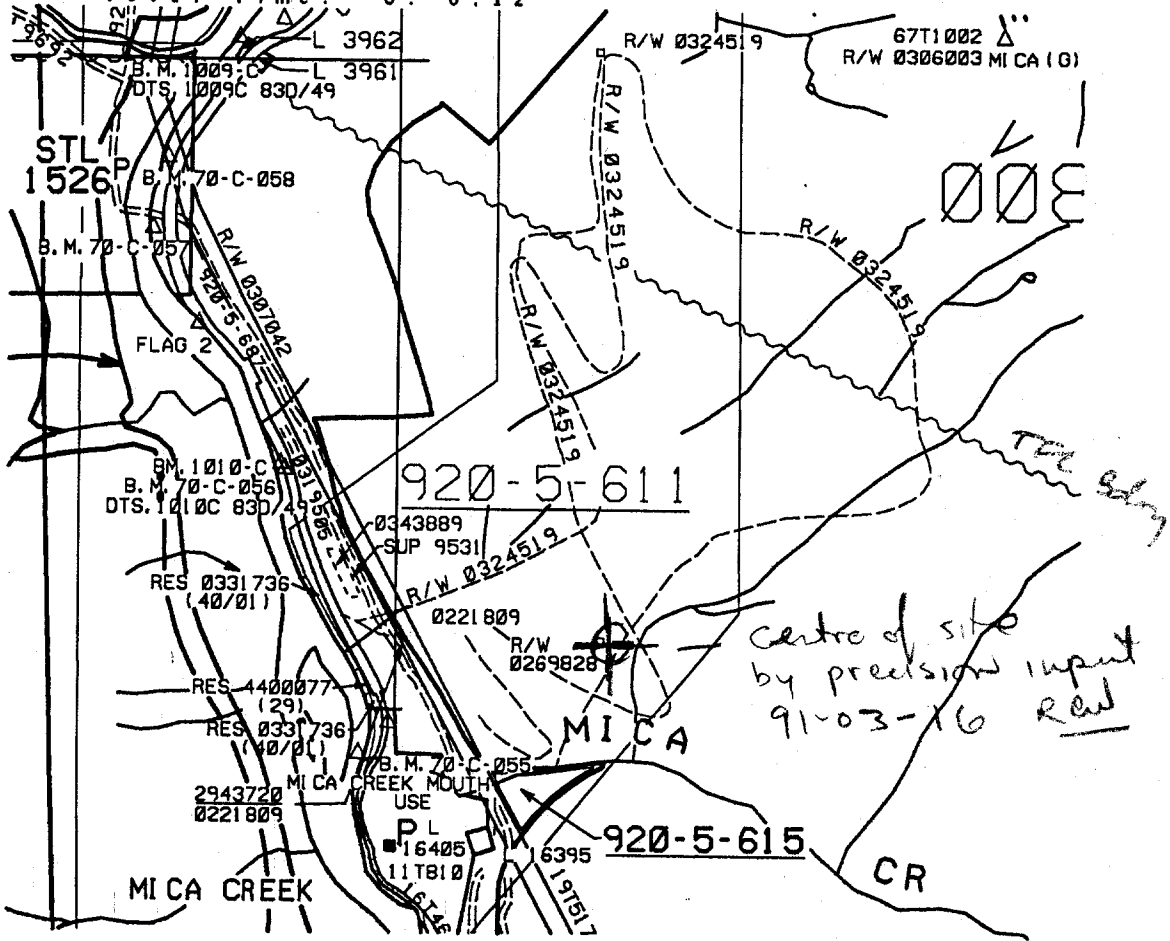 L 3962
L 3961
B.M. 1009-C
DTS. 1009C 83D/49
R/W 0324519
67T1002
R/W 0306003 MICA(G)
STL
1526
P
B.M. 70-C-058
B.M. 70-C-057
R/W 0307042
920-5-687
R/W 0324519
R/W 0324519
300
FLAG 2
R/W 0324519
BM. 1010-C
B.M. 70-C-056
DTS. 1010C 83D/49
0319505
920-5-611
0343889
SUP 9531
R/W 0324519
RES 0331736
(40/01)
0221809
R/W
0269828
Centre of site
by precision input
91-03-16
RES 4400077
(29)
RES 0331736
(40/01)
MICA
B.M. 70-C-055
MICA CREEK MOUTH
USE
2943720
0221809
P
L
16405
11T810
16395
920-5-615
19T517
CR
MICA CREEK